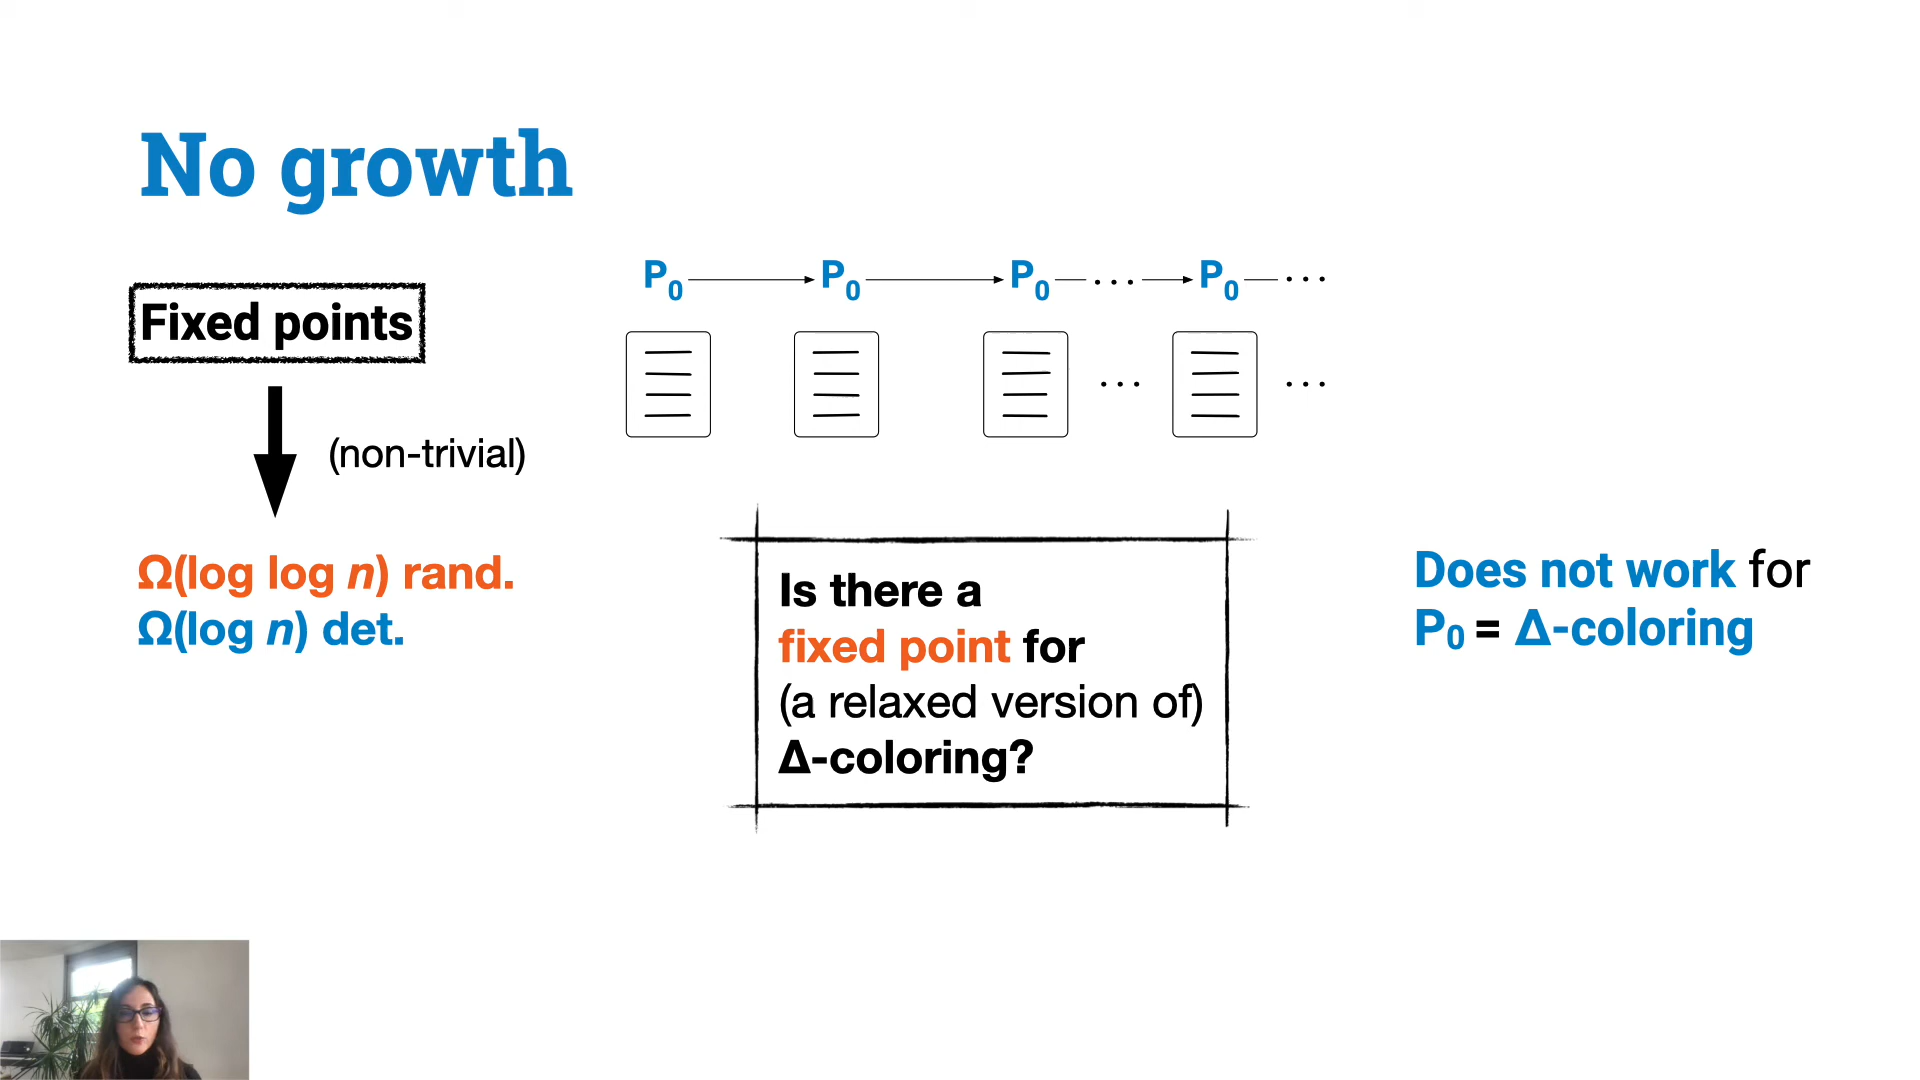 No growth
P₀ P₀ P₀ ... P₀ ...
Fixed points
... ...
(non-trivial)
Ω(log log n) rand.
Ω(log n) det.
Is there a
fixed point for
(a relaxed version of)
Δ-coloring?
Does not work for
P₀ = Δ-coloring